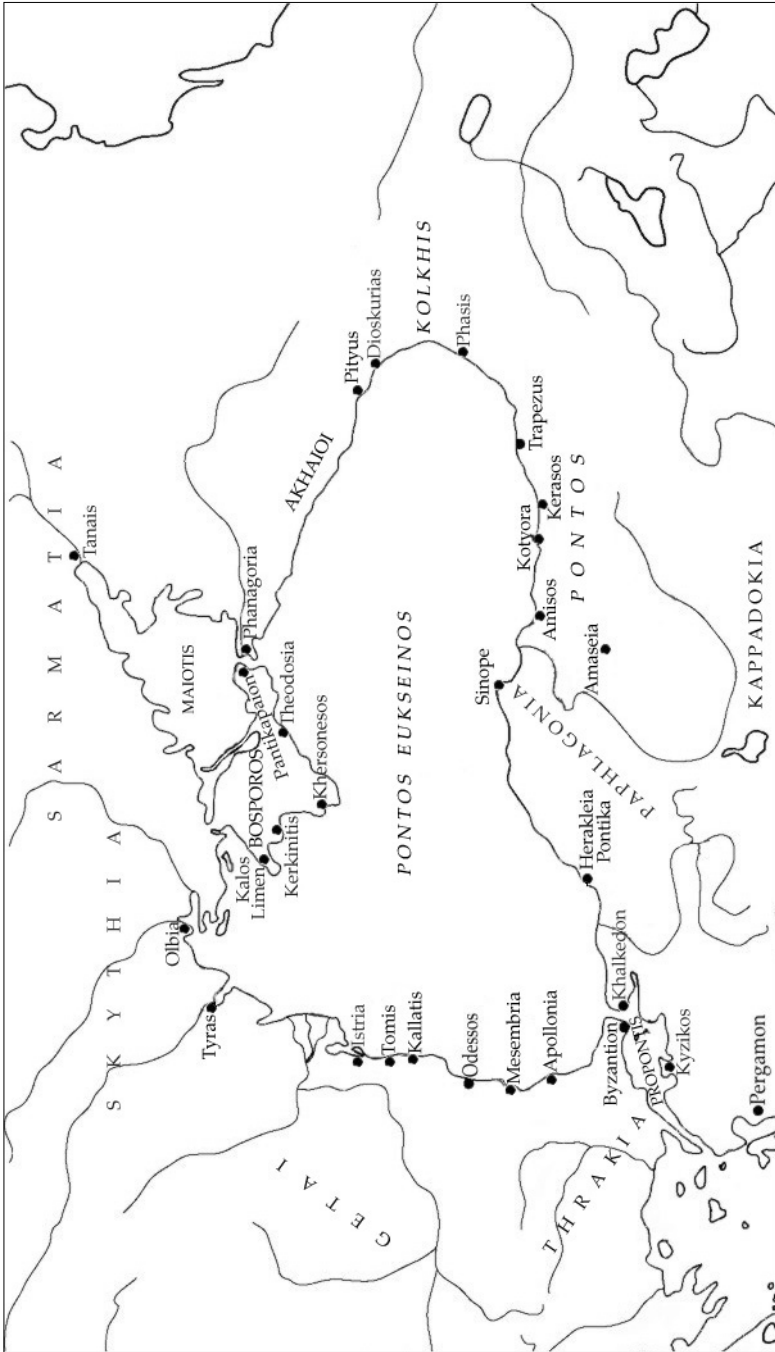 SARMATIA
SKYTHIA
Tanais
MAIOTIS
Olbia
Tyras
Phanagoria
Pantikapaion
BOSPOROS
Theodosia
Kalos
Limen
Kerkinitis
Khersonesos
AKHAIOI
Pityus
Dioskurias
KOLKHIS
Phasis
Istria
Tomis
Kallatis
GETAI
PONTOS EUKSEINOS
Odessos
Mesembria
Apollonia
Sinope
Trapezus
Kotyora
Kerasos
PONTOS
Amisos
Amaseia
PAPHLAGONIA
Herakleia
Pontika
THRAKIA
Byzantion
Khalkedon
PROPONTIS
Kyzikos
KAPPADOKIA
Pergamon